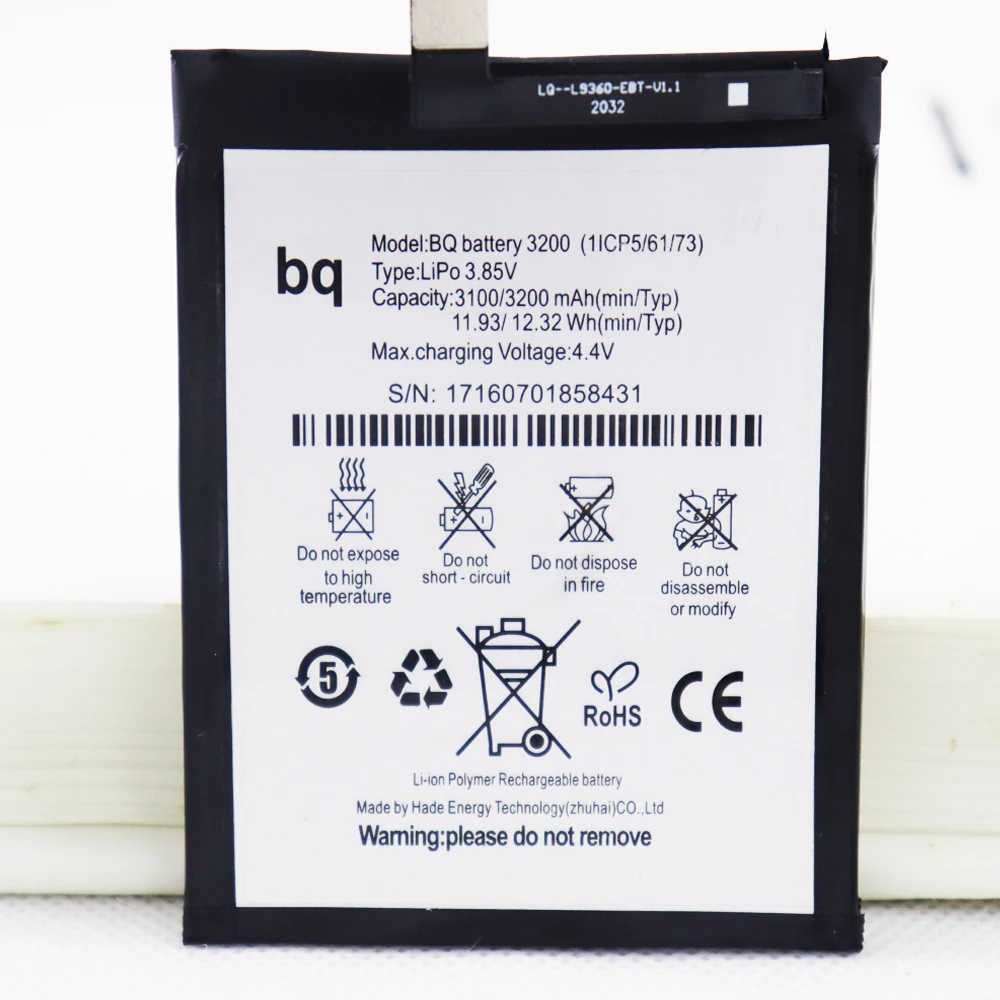 LQ--L9360-EBT-V1.1
2032
bq
Model:BQ battery 3200 (1ICP5/61/73)
Type:LiPo 3.85V
Capacity:3100/3200 mAh(min/Typ)
11.93/ 12.32 Wh(min/Typ)
Max.charging Voltage:4.4V
S/N: 17160701858431
Do not expose
to high
temperature
Do not
short - circuit
Do not dispose
in fire
Do not
disassemble
or modify
5
RoHS
CE
Li-ion Polymer Rechargeable battery
Made by Hade Energy Technology(zhuhai)CO.,Ltd
Warning:please do not remove